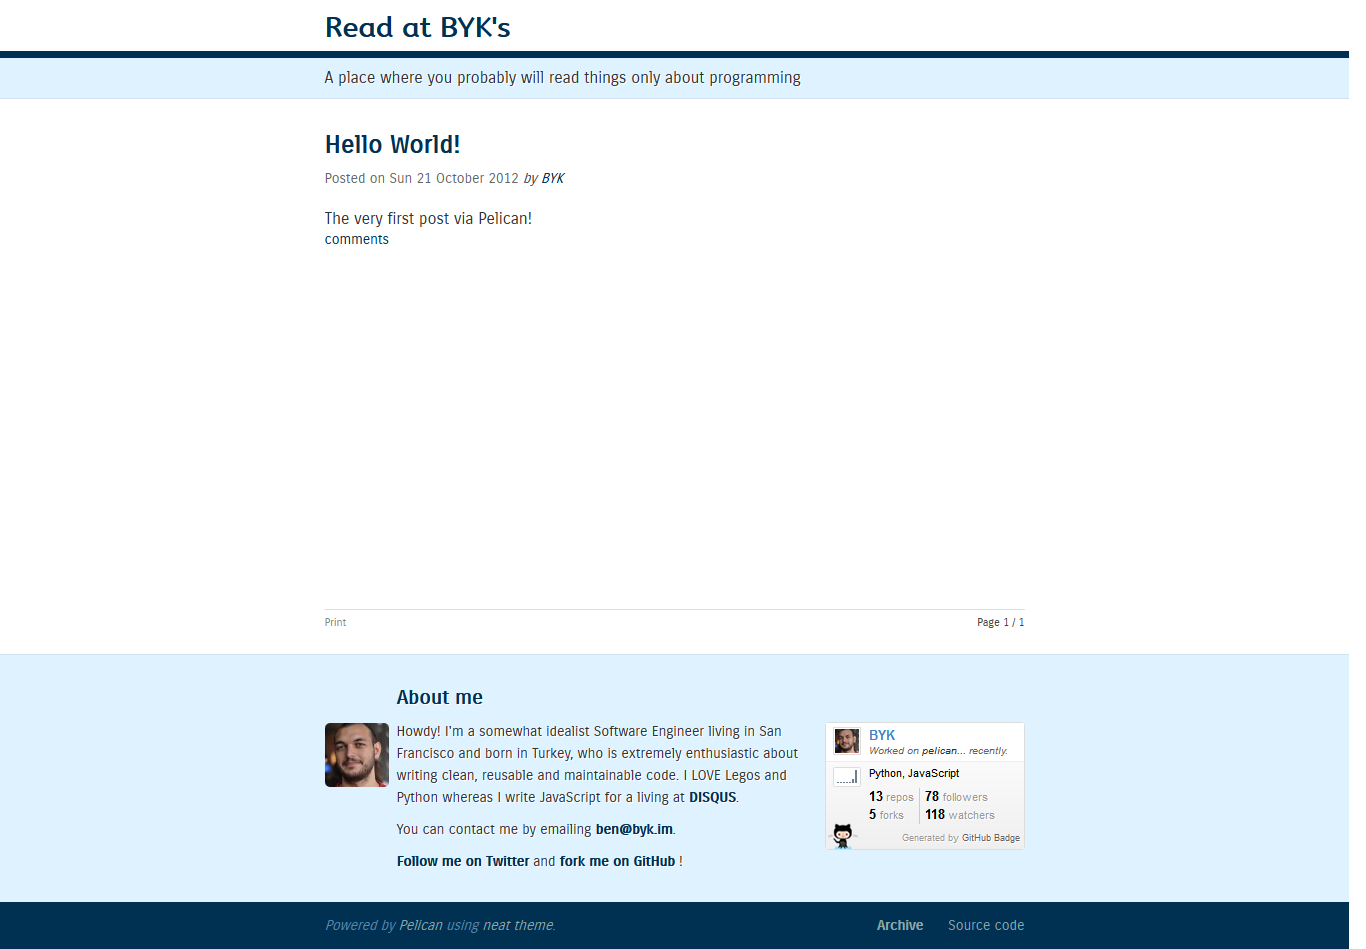 Read at BYK's
A place where you probably will read things only about programming
Hello World!
Posted on Sun 21 October 2012 by BYK
The very first post via Pelican!
comments
Print
Page 1 / 1
About me
Howdy! I'm a somewhat idealist Software Engineer living in San
Francisco and born in Turkey, who is extremely enthusiastic about
writing clean, reusable and maintainable code. I LOVE Legos and
Python whereas I write JavaScript for a living at DISQUS.
You can contact me by emailing ben@byk.im.
Follow me on Twitter and fork me on GitHub !
BYK
Worked on pelican... recently.
Python, JavaScript
13 repos 78 followers
5 forks 118 watchers
Generated by GitHub Badge
Powered by Pelican using neat theme.
Archive Source code